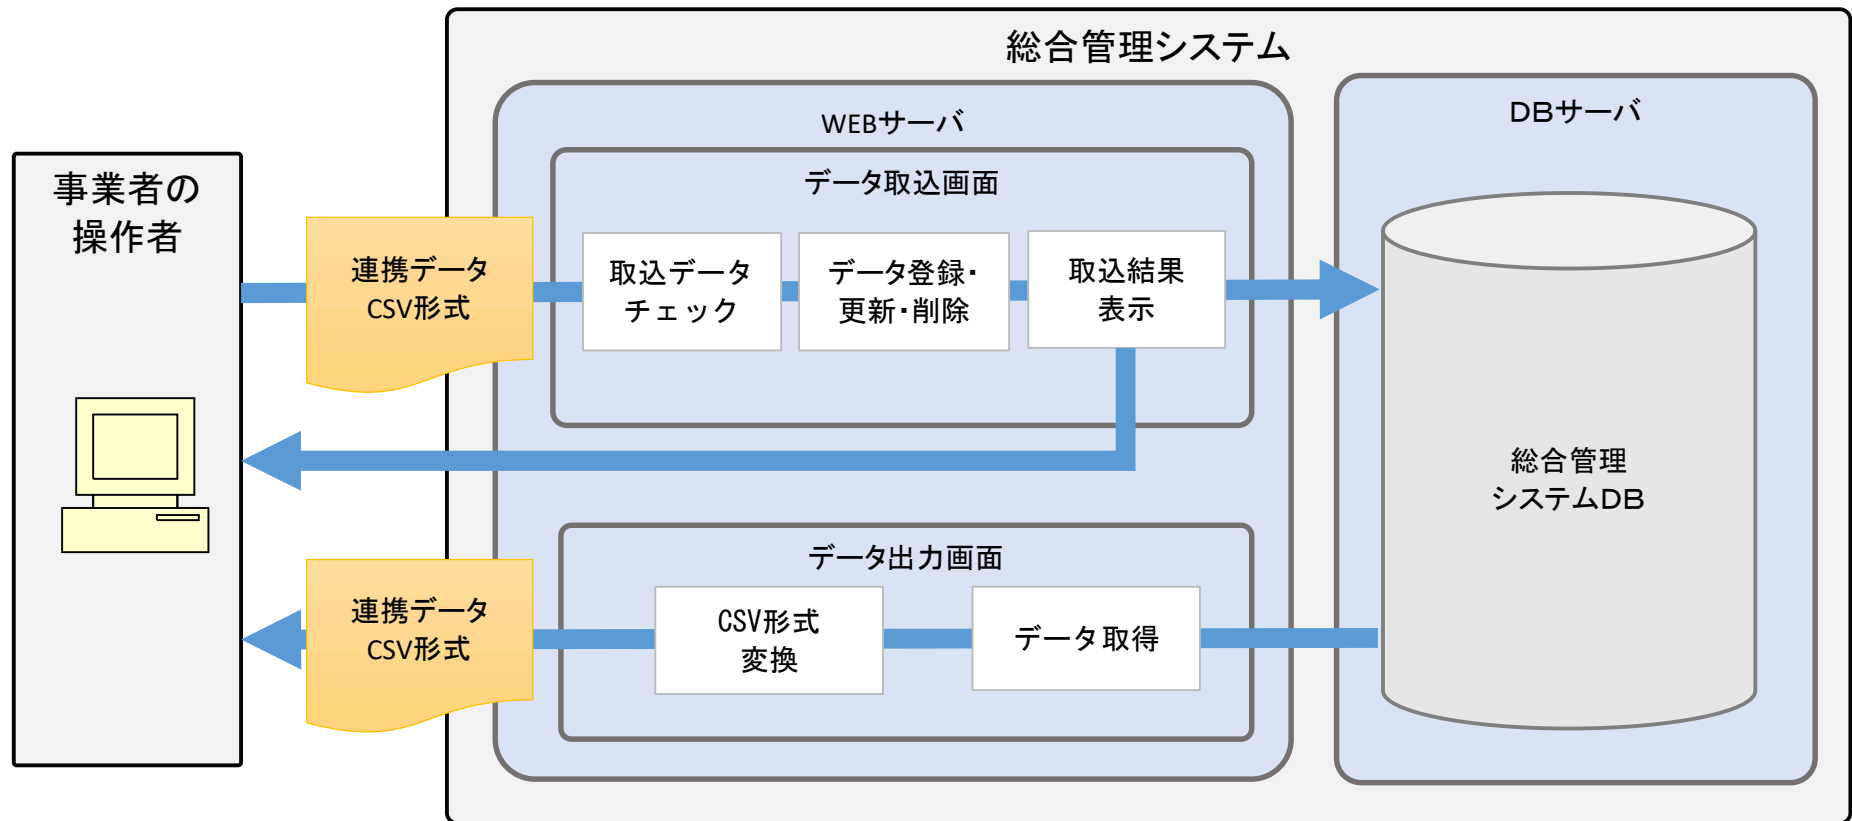 総合管理システム
WEBサーバ
DBサーバ
事業者の
操作者
データ取込画面
連携データ
CSV形式
取込データ
チェック
データ登録・
更新・削除
取込結果
表示
総合管理
システムDB
データ出力画面
連携データ
CSV形式
CSV形式
変換
データ取得